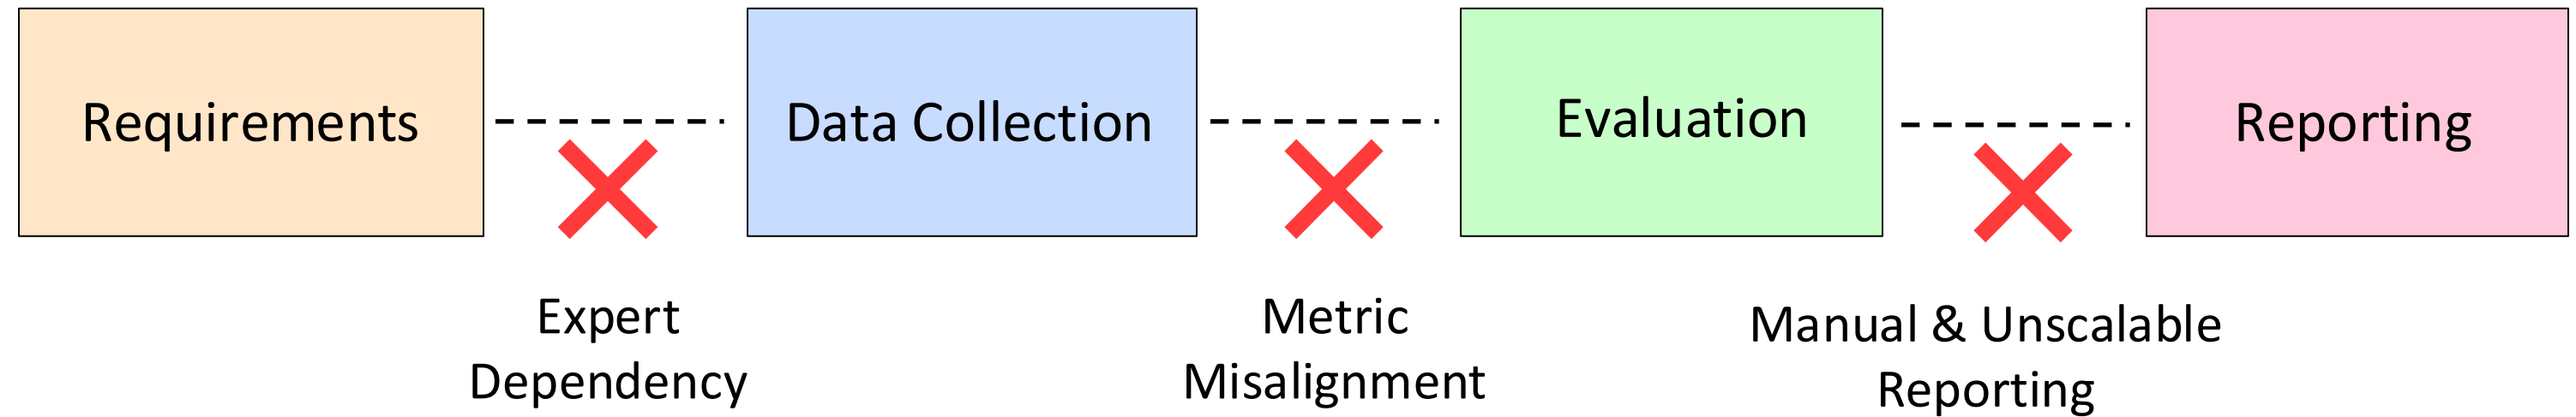 Requirements
Data Collection
Evaluation
Reporting
Expert
Dependency
Metric
Misalignment
Manual & Unscalable
Reporting